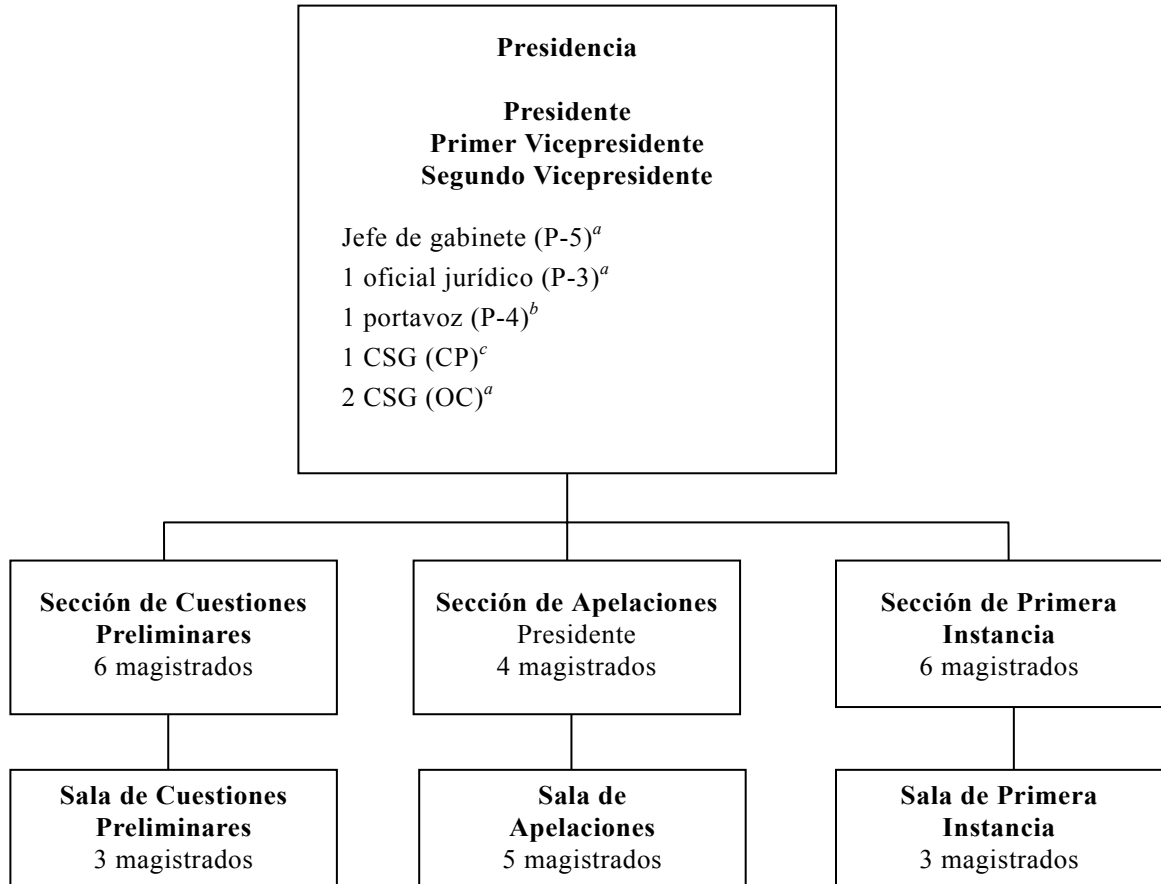 Presidencia
Presidente
Primer Vicepresidente
Segundo Vicepresidente
Jefe de gabinete (P-5)a
1 oficial jurídico (P-3)a
1 portavoz (P-4)b
1 CSG (CP)c
2 CSG (OC)a
Sección de Cuestiones
Preliminares
6 magistrados
Sección de Apelaciones
Presidente
4 magistrados
Sección de Primera
Instancia
6 magistrados
Sala de Cuestiones
Preliminares
3 magistrados
Sala de
Apelaciones
5 magistrados
Sala de Primera
Instancia
3 magistrados